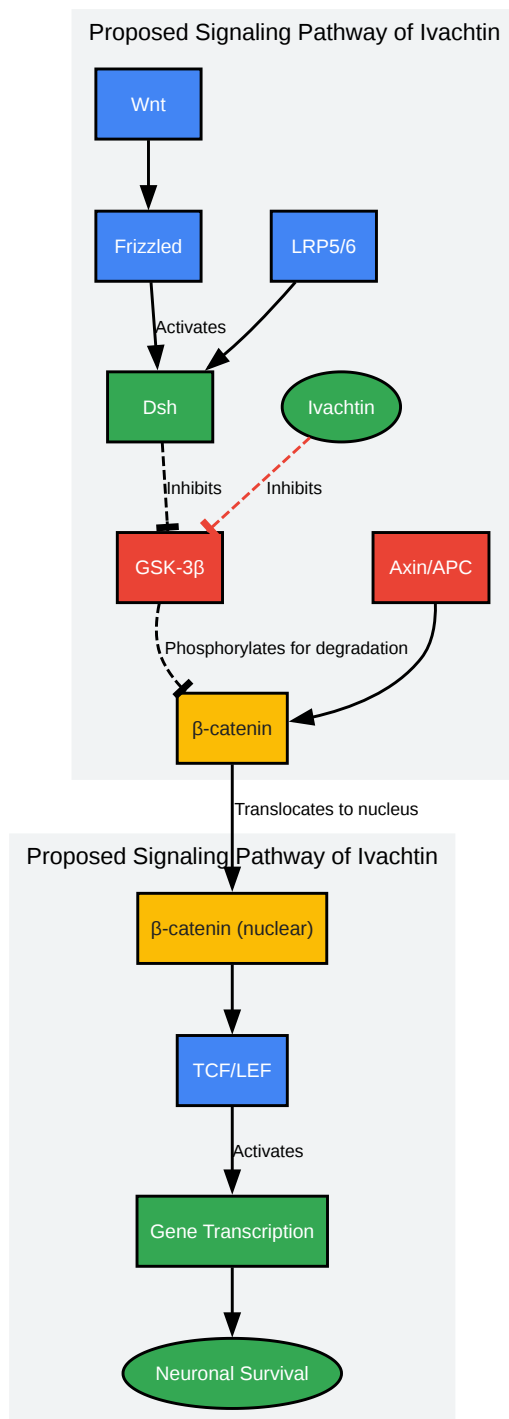 Proposed Signaling Pathway of Ivachtin
Wnt
Frizzled
LRP5/6
Activates
Dsh
Ivachtin
Inhibits
Inhibits
GSK-3β
Axin/APC
Phosphorylates for degradation
β-catenin
Translocates to nucleus
Proposed Signaling Pathway of Ivachtin
β-catenin (nuclear)
TCF/LEF
Activates
Gene Transcription
Neuronal Survival